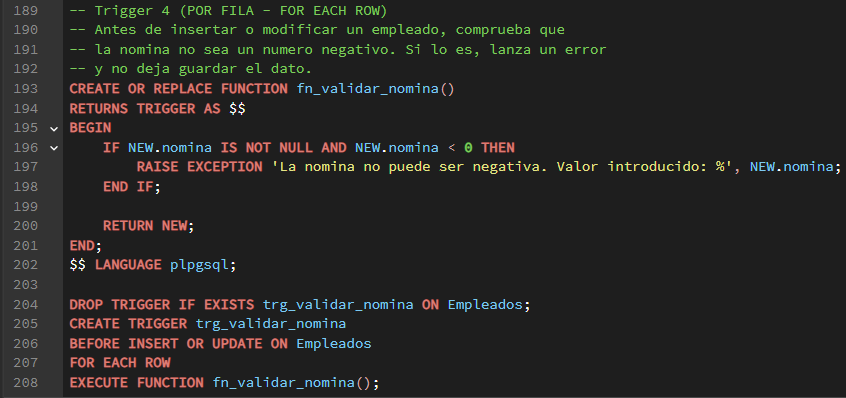 189 -- Trigger 4 (POR FILA - FOR EACH ROW)
190 -- Antes de insertar o modificar un empleado, comprueba que
191 -- la nomina no sea un numero negativo. Si lo es, lanza un error
192 -- y no deja guardar el dato.
193 CREATE OR REPLACE FUNCTION fn_validar_nomina()
194 RETURNS TRIGGER AS $$
195 BEGIN
196     IF NEW.nomina IS NOT NULL AND NEW.nomina < 0 THEN
197         RAISE EXCEPTION 'La nomina no puede ser negativa. Valor introducido: %', NEW.nomina;
198     END IF;
199
200     RETURN NEW;
201 END;
202 $$ LANGUAGE plpgsql;
203
204 DROP TRIGGER IF EXISTS trg_validar_nomina ON Empleados;
205 CREATE TRIGGER trg_validar_nomina
206 BEFORE INSERT OR UPDATE ON Empleados
207 FOR EACH ROW
208 EXECUTE FUNCTION fn_validar_nomina();